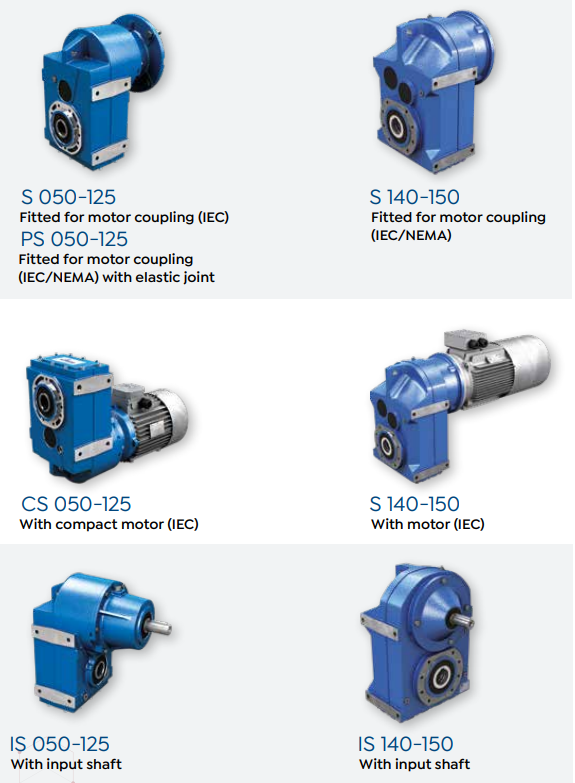 S 050-125
Fitted for motor coupling (IEC)
PS 050-125
Fitted for motor coupling
(IEC/NEMA) with elastic joint
S 140-150
Fitted for motor coupling
(IEC/NEMA)
CS 050-125
With compact motor (IEC)
S 140-150
With motor (IEC)
IS 050-125
With input shaft
IS 140-150
With input shaft